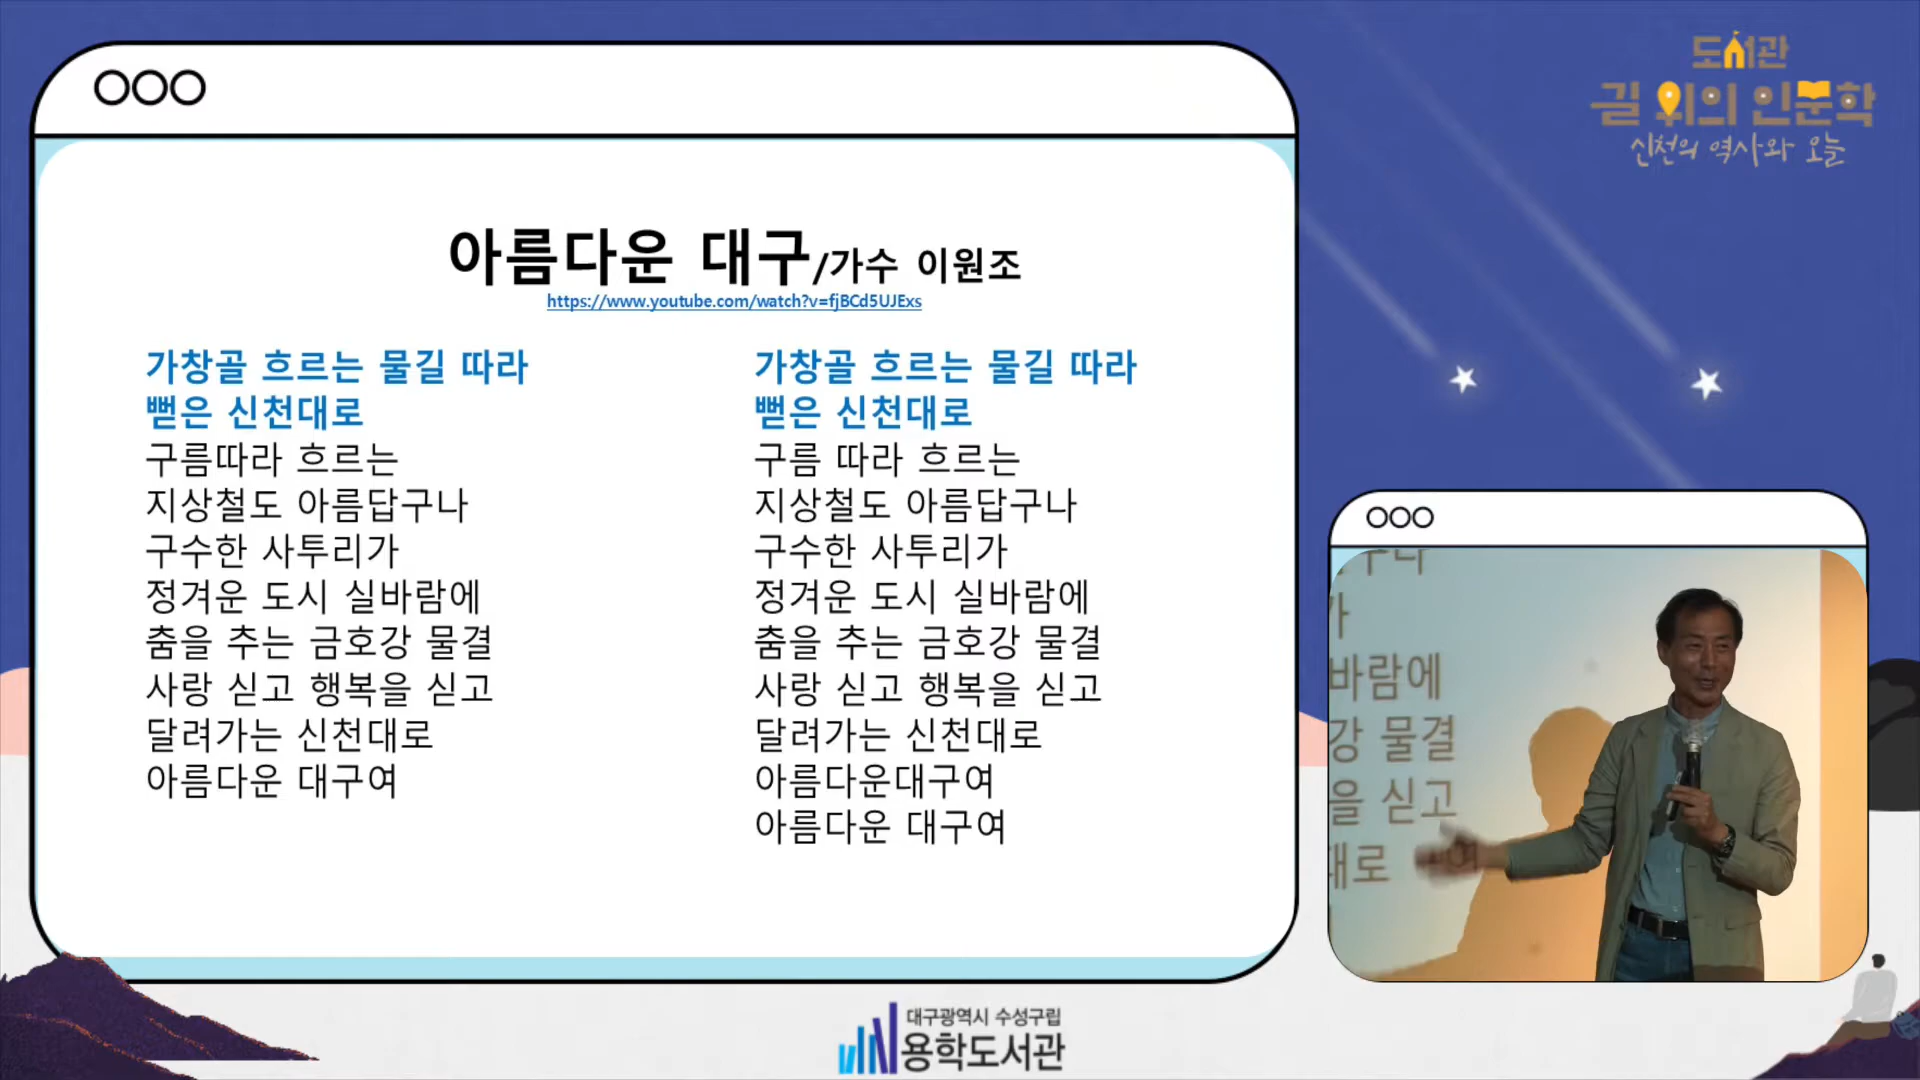 도서관
길 위의 인문학
신천의 역사와 오늘
아름다운 대구/가수 이원조
https://www.youtube.com/watch?v=fjBCd5UJExs
가창골 흐르는 물길 따라
뻗은 신천대로
구름따라 흐르는
지상철도 아름답구나
구수한 사투리가
정겨운 도시 실바람에
춤을 추는 금호강 물결
사랑 싣고 행복을 싣고
달려가는 신천대로
아름다운 대구여
가창골 흐르는 물길 따라
뻗은 신천대로
구름 따라 흐르는
지상철도 아름답구나
구수한 사투리가
정겨운 도시 실바람에
춤을 추는 금호강 물결
사랑 싣고 행복을 싣고
달려가는 신천대로
아름다운대구여
아름다운 대구여
가
바람에
강 물결
을 싣고
대로
대구광역시 수성구립
용학도서관